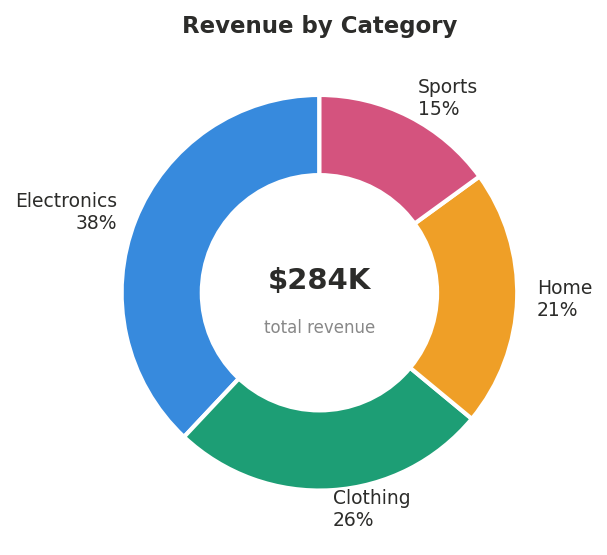 Revenue by Category
Sports
15%
Electronics
38%
$284K
total revenue
Home
21%
Clothing
26%